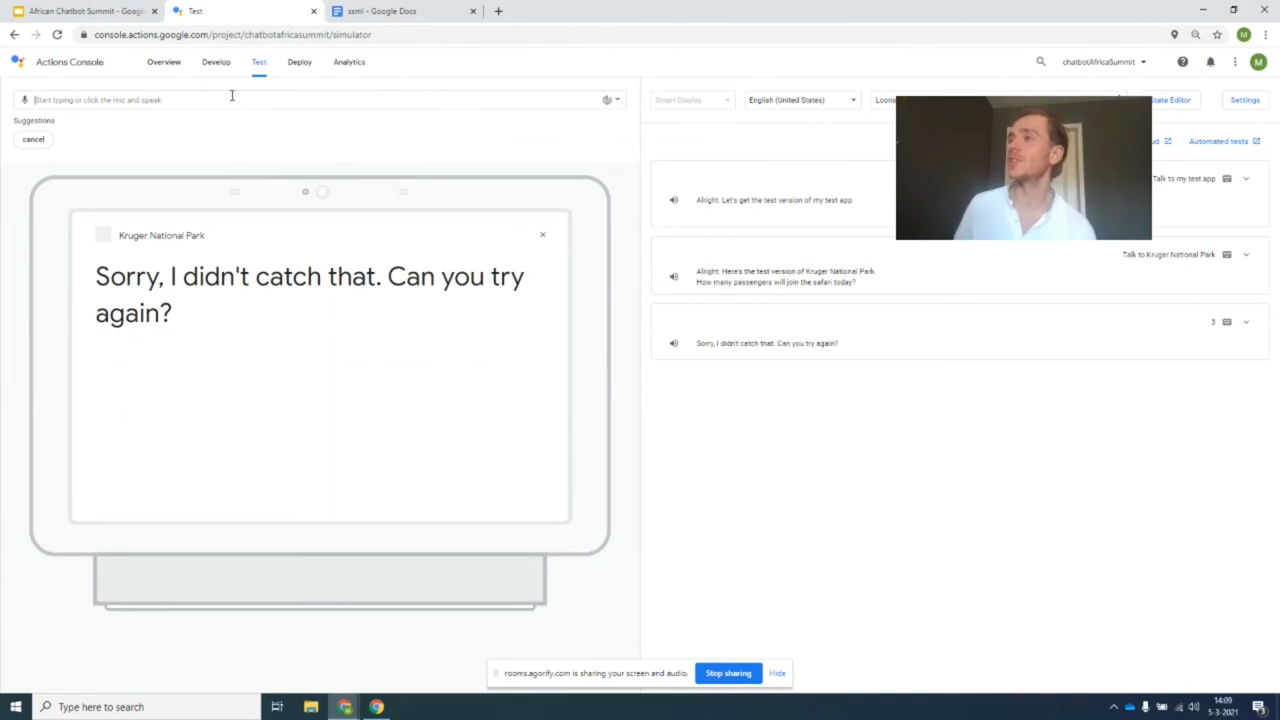 African Chatbot Summit - Googl
Test
ssml - Google Docs
console.actions.google.com/project/chatbotafricasummit/simulator
M
Actions Console
Overview
Develop
Test
Deploy
Analytics
chatbotAfricaSummit
M
Start typing or click the mic and speak
Suggestions
cancel
Kruger National Park
Sorry, I didn't catch that. Can you try
again?
Smart Display
English (United States)
Loons
State Editor
Settings
Automated tests
Talk to my test app
Alright. Let's get the test version of my test app.
Talk to Kruger National Park
Alright. Here's the test version of Kruger National Park.
How many passengers will join the safari today?
3
Sorry, I didn't catch that. Can you try again?
rooms.agorify.com is sharing your screen and audio.
Stop sharing
Hide
Type here to search
14:09
5-3-2021
3